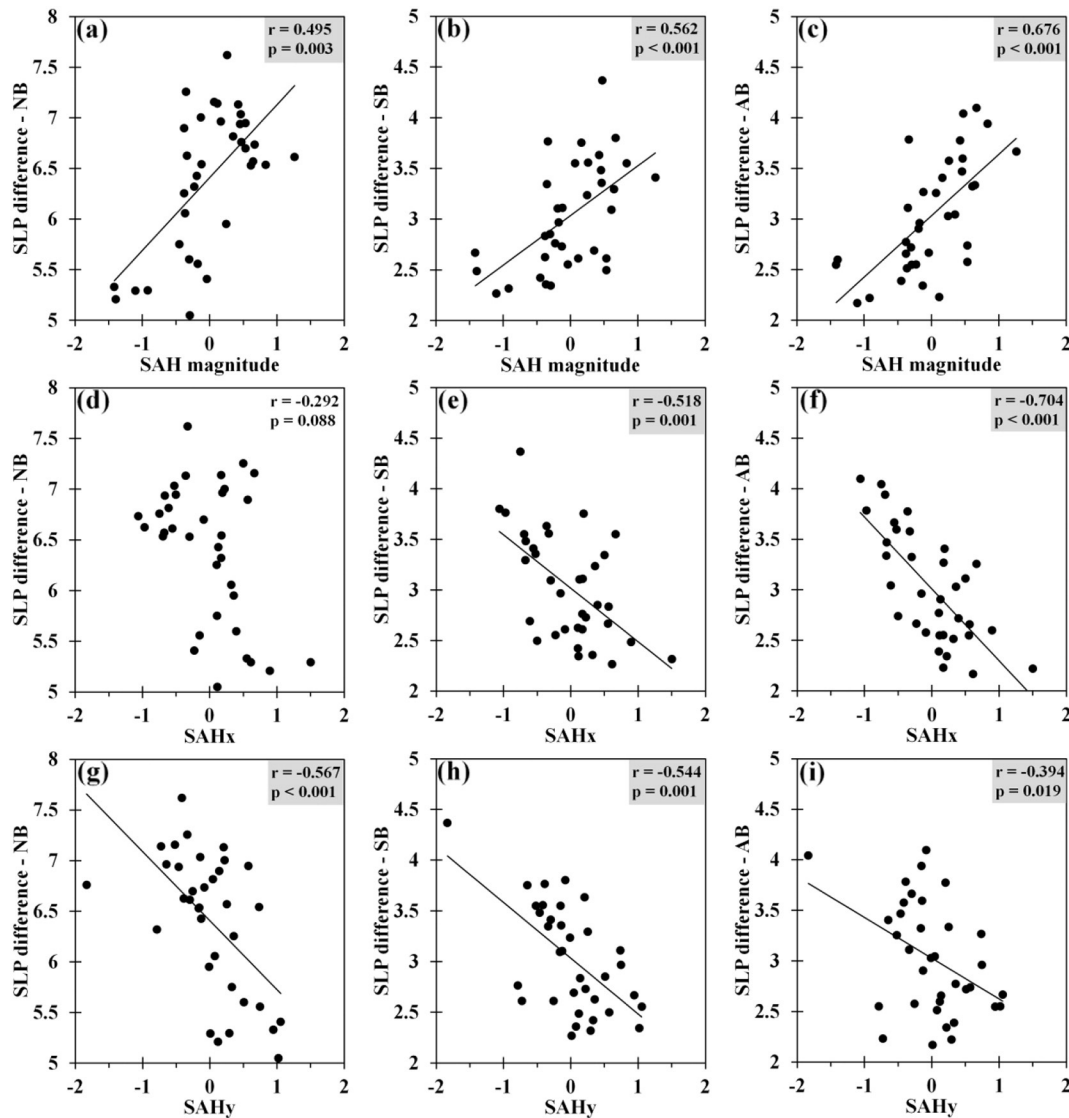 (a)
r = 0.495
p = 0.003
SLP difference - NB
8
7.5
7
6.5
6
5.5
5
-2
-1
0
1
2
SAH magnitude
(b)
r = 0.562
p < 0.001
SLP difference - SB
5
4.5
4
3.5
3
2.5
2
-2
-1
0
1
2
SAH magnitude
(c)
r = 0.676
p < 0.001
SLP difference - AB
5
4.5
4
3.5
3
2.5
2
-2
-1
0
1
2
SAH magnitude
(d)
r = -0.292
p = 0.088
SLP difference - NB
8
7.5
7
6.5
6
5.5
5
-2
-1
0
1
2
SAHx
(e)
r = -0.518
p = 0.001
SLP difference - SB
5
4.5
4
3.5
3
2.5
2
-2
-1
0
1
2
SAHx
(f)
r = -0.704
p < 0.001
SLP difference - AB
5
4.5
4
3.5
3
2.5
2
-2
-1
0
1
2
SAHx
(g)
r = -0.567
p < 0.001
SLP difference - NB
8
7.5
7
6.5
6
5.5
5
-2
-1
0
1
2
SAHy
(h)
r = -0.544
p = 0.001
SLP difference - SB
5
4.5
4
3.5
3
2.5
2
-2
-1
0
1
2
SAHy
(i)
r = -0.394
p = 0.019
SLP difference - AB
5
4.5
4
3.5
3
2.5
2
-2
-1
0
1
2
SAHy